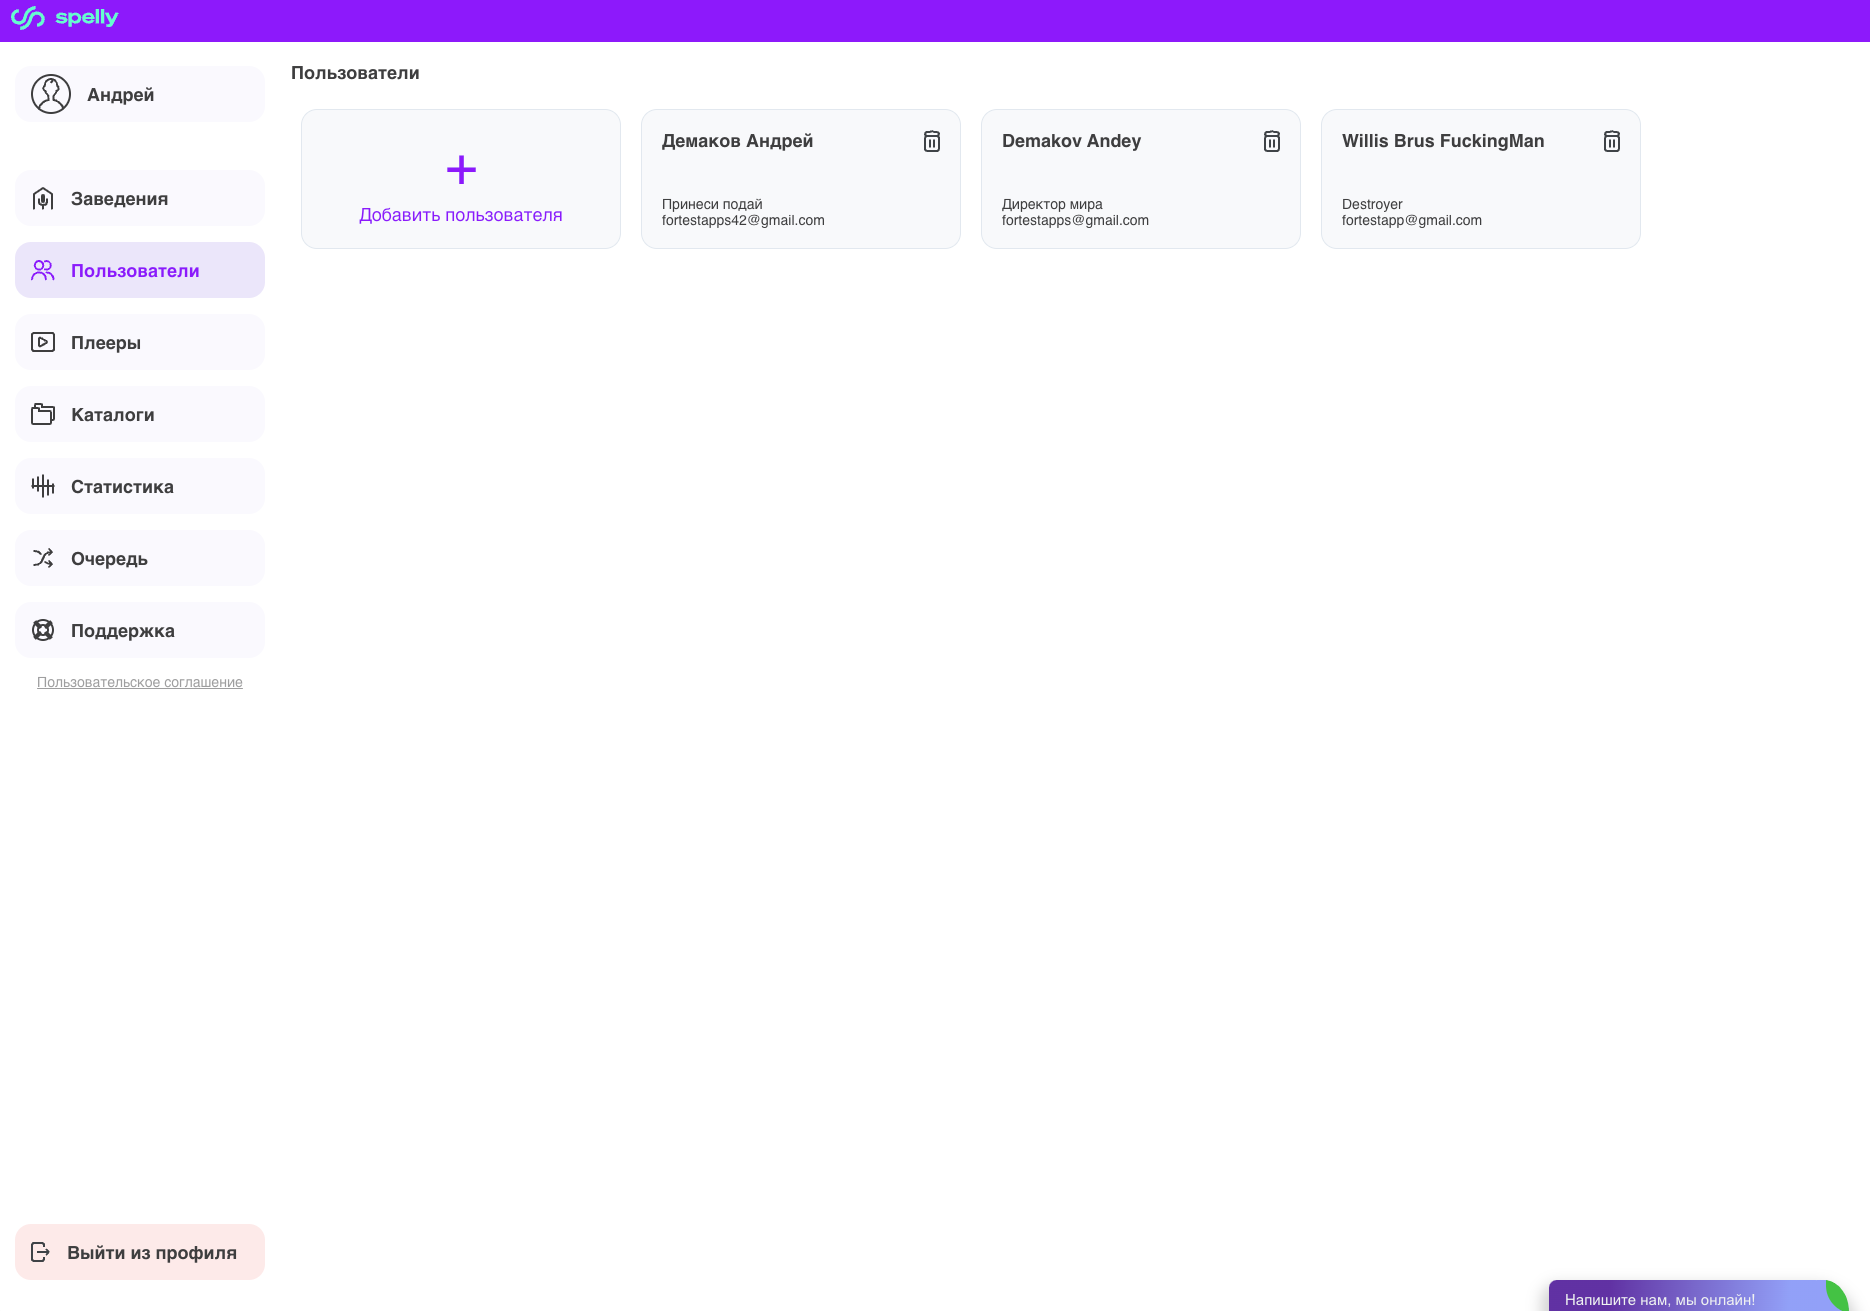 spelly
Андрей
Заведения
Пользователи
Плееры
Каталоги
Статистика
Очередь
Поддержка
Пользовательское соглашение
Выйти из профиля
Пользователи
Добавить пользователя
Демаков Андрей
Принеси подай
fortestapps42@gmail.com
Demakov Andey
Директор мира
fortestapps@gmail.com
Willis Brus FuckingMan
Destroyer
fortestapp@gmail.com
Напишите нам, мы онлайн!